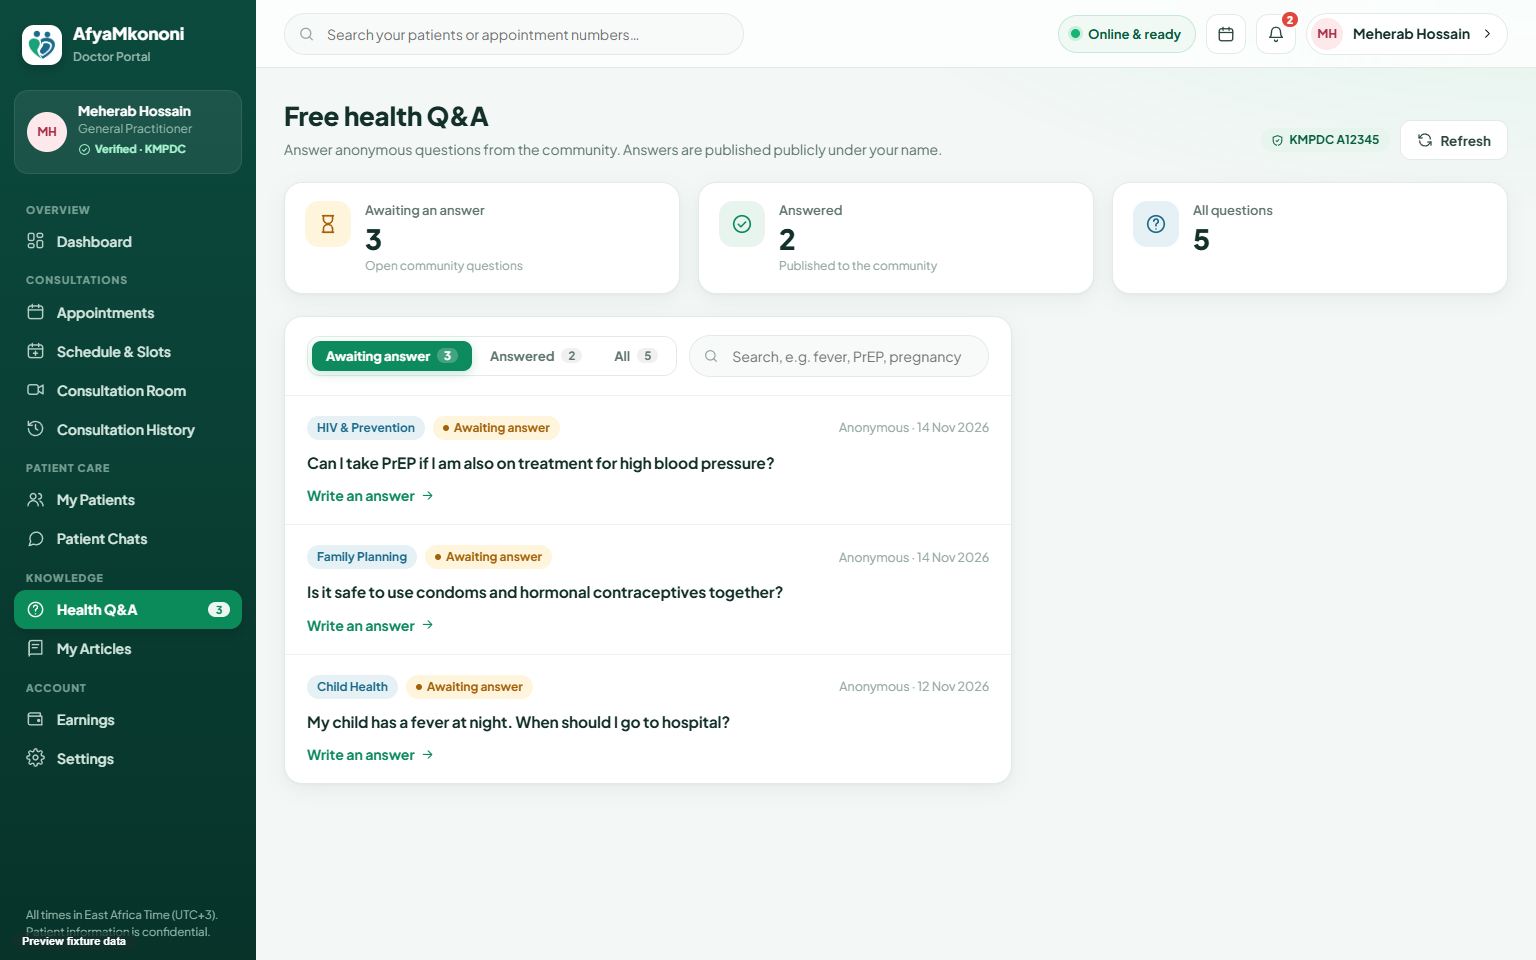 AfyaMkononi
Doctor Portal
MH
Meherab Hossain
General Practitioner
Verified · KMPDC
OVERVIEW
Dashboard
CONSULTATIONS
Appointments
Schedule & Slots
Consultation Room
Consultation History
PATIENT CARE
My Patients
Patient Chats
KNOWLEDGE
Health Q&A 3
My Articles
ACCOUNT
Earnings
Settings
All times in East Africa Time (UTC+3).
Patient information is confidential.
Preview fixture data
Search your patients or appointment numbers...
Online & ready
2
MH Meherab Hossain
Free health Q&A
Answer anonymous questions from the community. Answers are published publicly under your name.
KMPDC A12345
Refresh
Awaiting an answer
3
Open community questions
Answered
2
Published to the community
All questions
5
Awaiting answer 3 Answered 2 All 5
Search, e.g. fever, PrEP, pregnancy
HIV & Prevention Awaiting answer Anonymous · 14 Nov 2026
Can I take PrEP if I am also on treatment for high blood pressure?
Write an answer →
Family Planning Awaiting answer Anonymous · 14 Nov 2026
Is it safe to use condoms and hormonal contraceptives together?
Write an answer →
Child Health Awaiting answer Anonymous · 12 Nov 2026
My child has a fever at night. When should I go to hospital?
Write an answer →